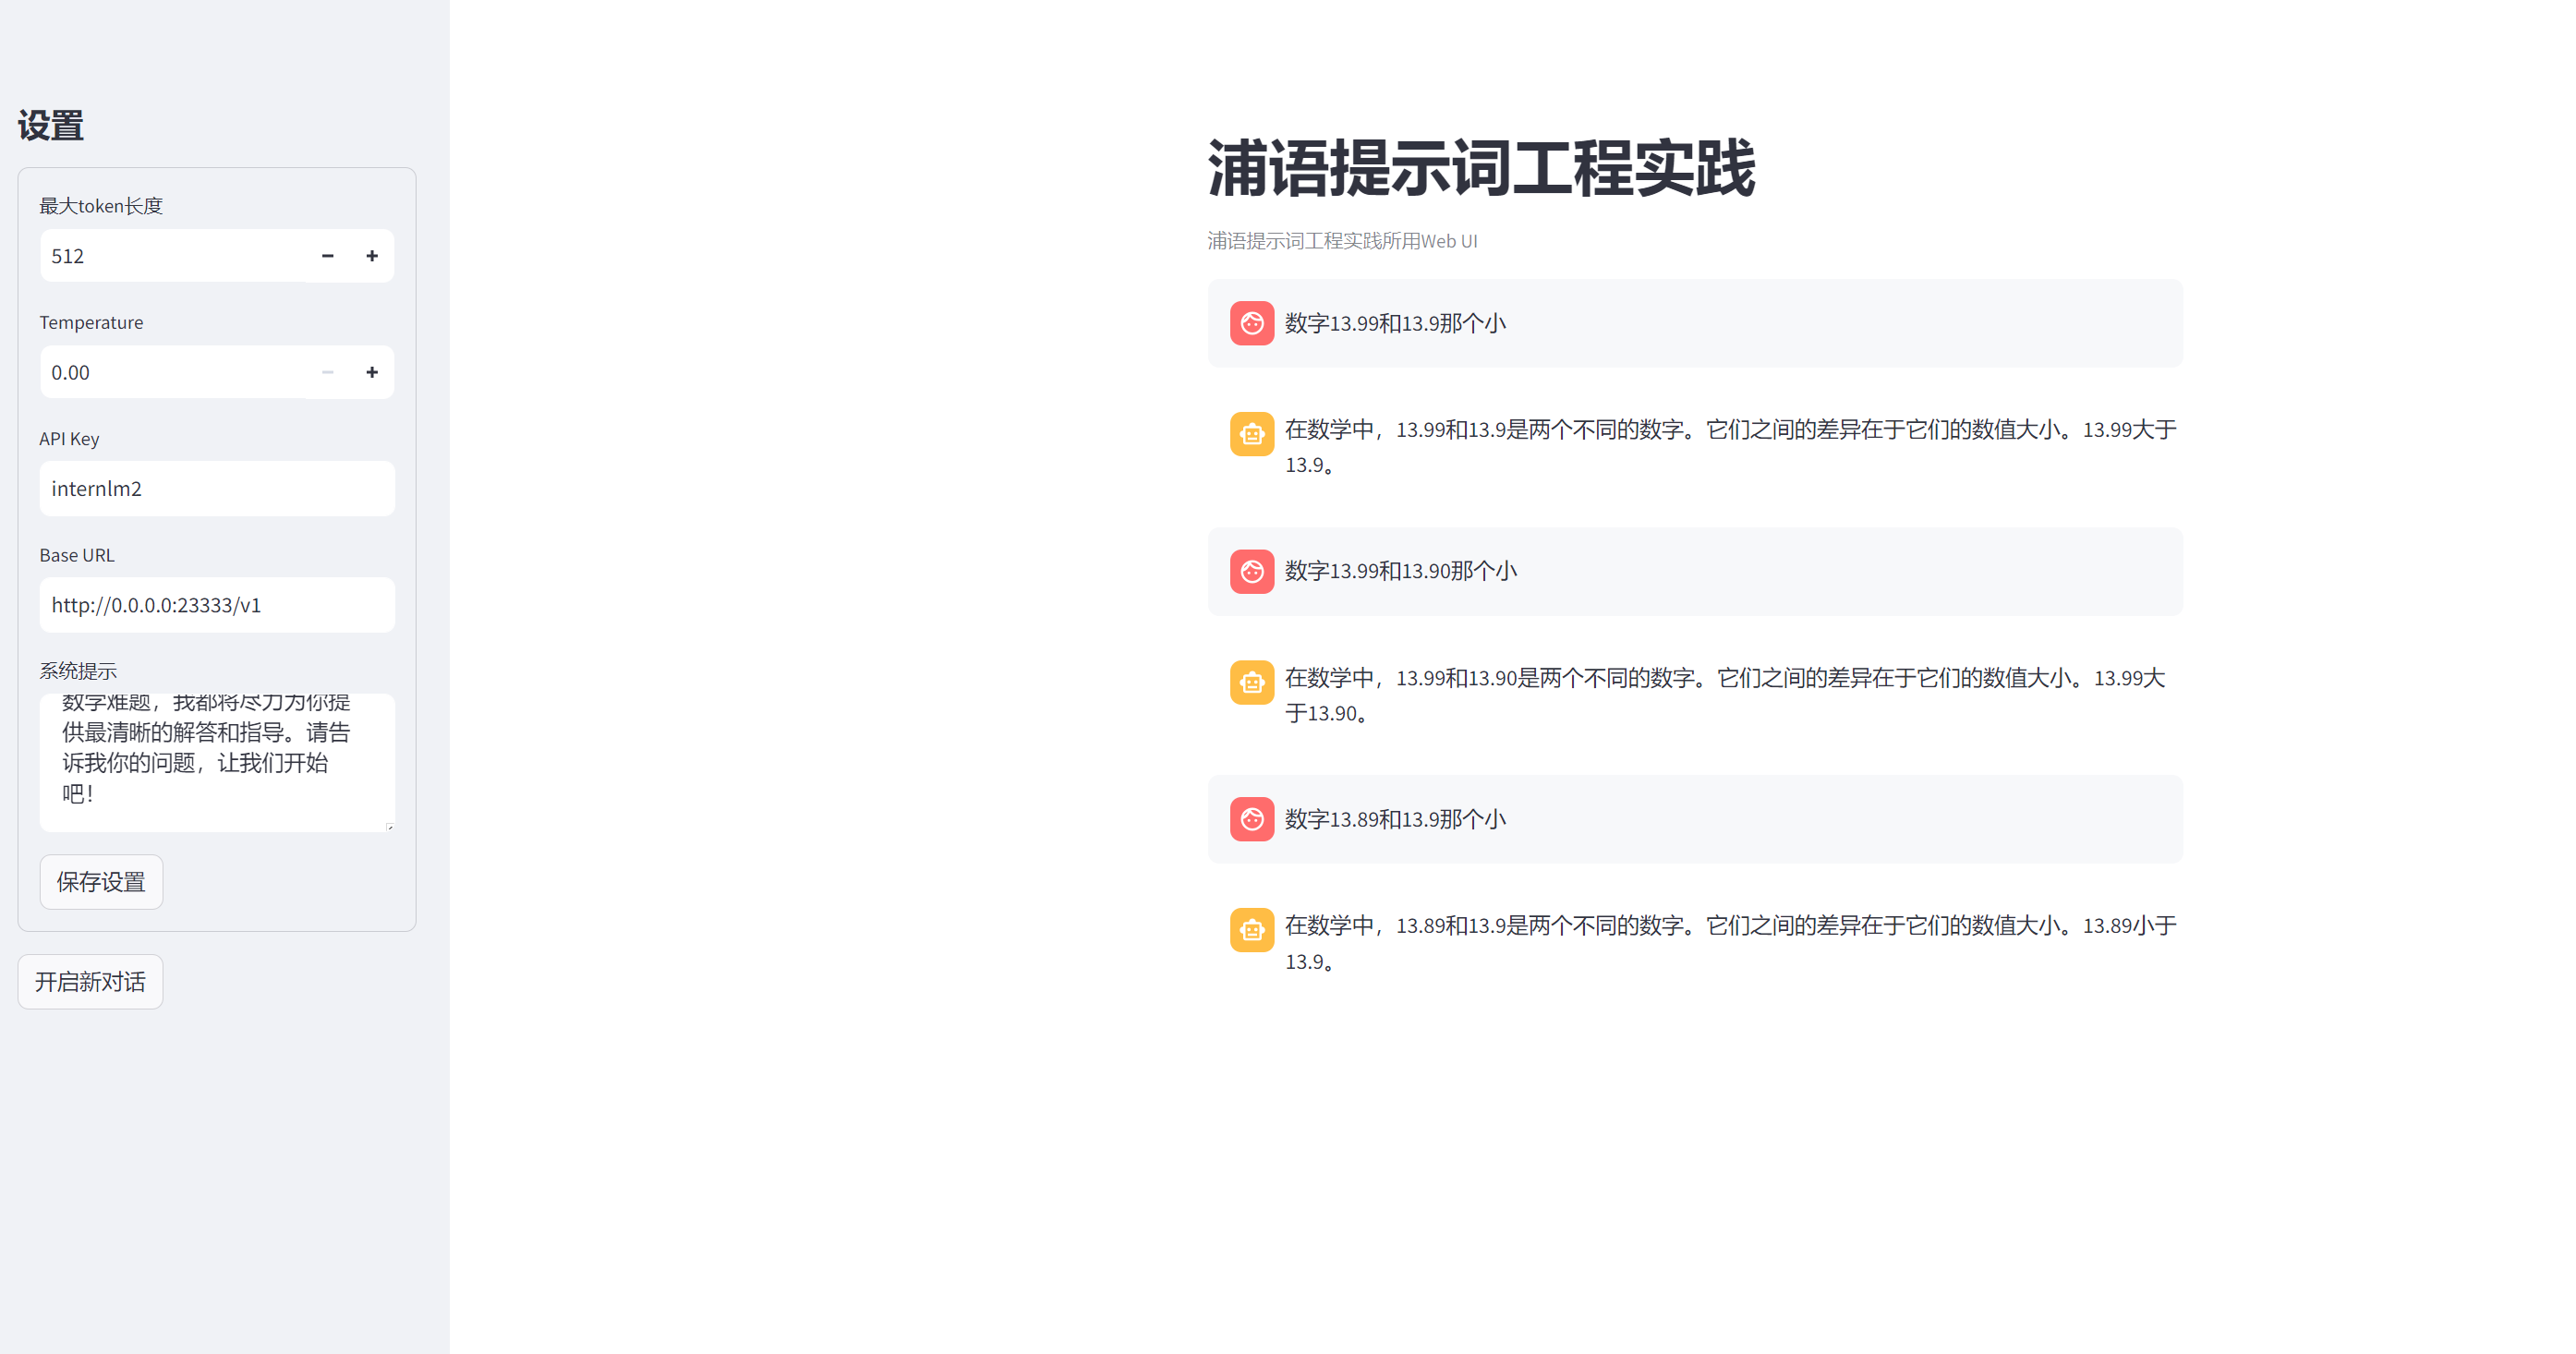 设置
最大token长度
512
Temperature
0.00
API Key
internlm2
Base URL
http://0.0.0.0:23333/v1
系统提示
数学难题，我都将尽力为你提
供最清晰的解答和指导。请告
诉我你的问题，让我们开始
吧！
保存设置
开启新对话
浦语提示词工程实践
浦语提示词工程实践所用Web UI
数字13.99和13.9那个小
在数学中，13.99和13.9是两个不同的数字。它们之间的差异在于它们的数值大小。13.99大于
13.9。
数字13.99和13.90那个小
在数学中，13.99和13.90是两个不同的数字。它们之间的差异在于它们的数值大小。13.99大
于13.90。
数字13.89和13.9那个小
在数学中，13.89和13.9是两个不同的数字。它们之间的差异在于它们的数值大小。13.89小于
13.9。